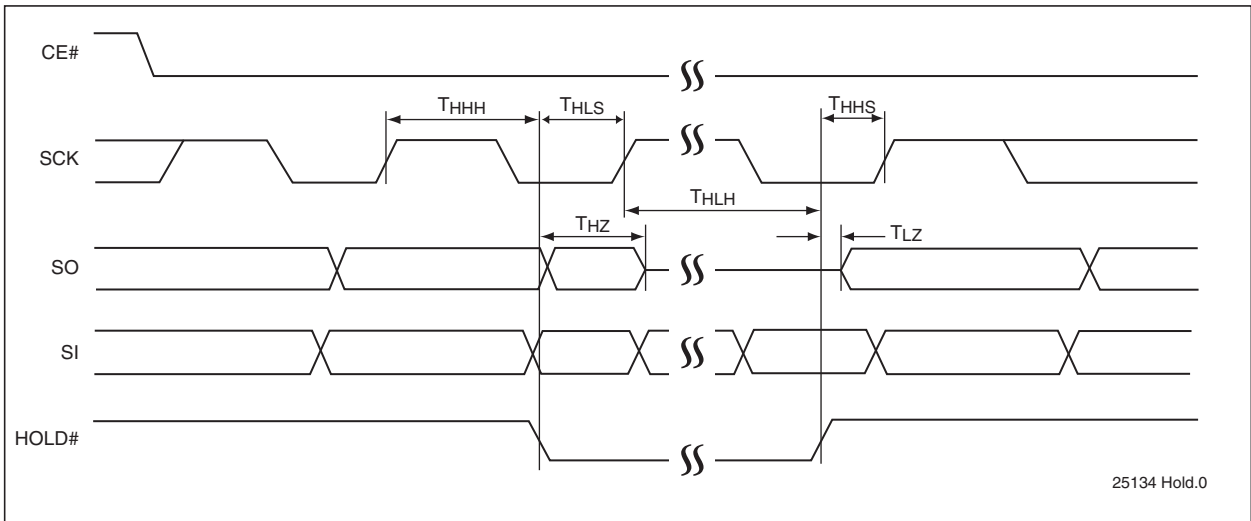 CE#
THHH
THLS
THHS
SCK
THLH
THZ
TLZ
SO
SI
HOLD#
25134 Hold.0